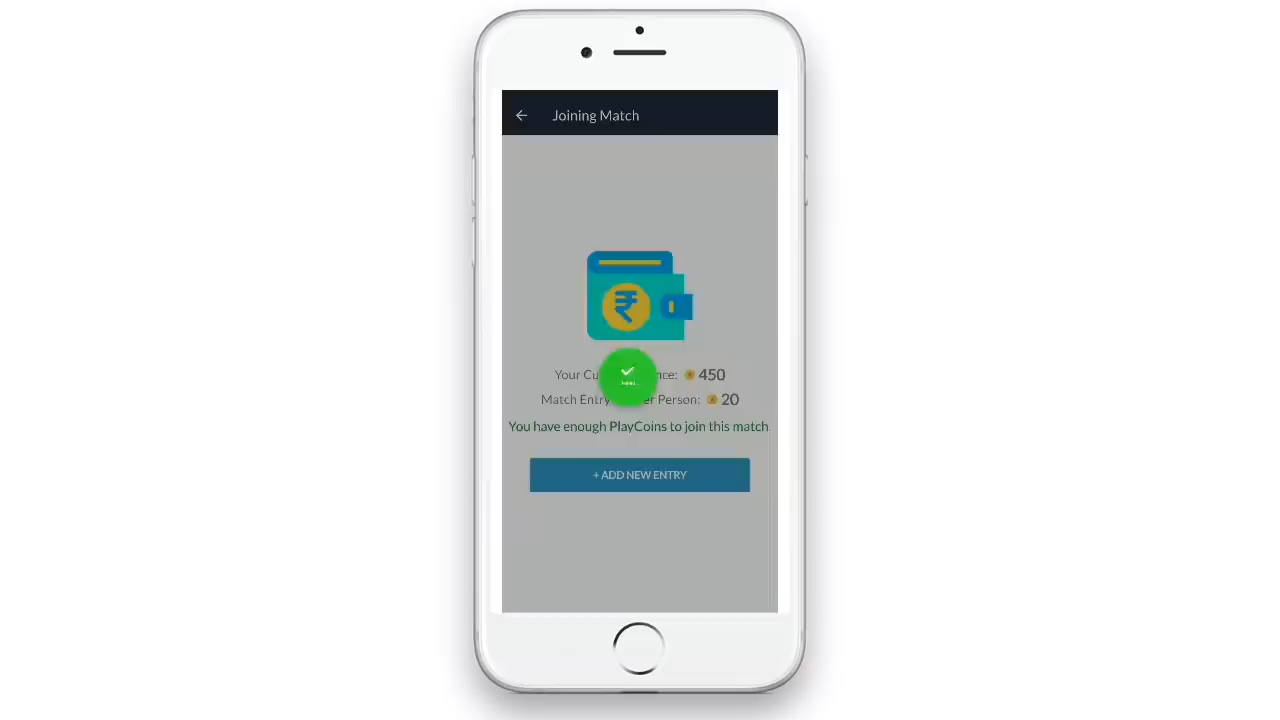 Joining Match
₹
Your Cu nce: 450
Match Entry er Person: 20
You have enough PlayCoins to join this match
+ ADD NEW ENTRY